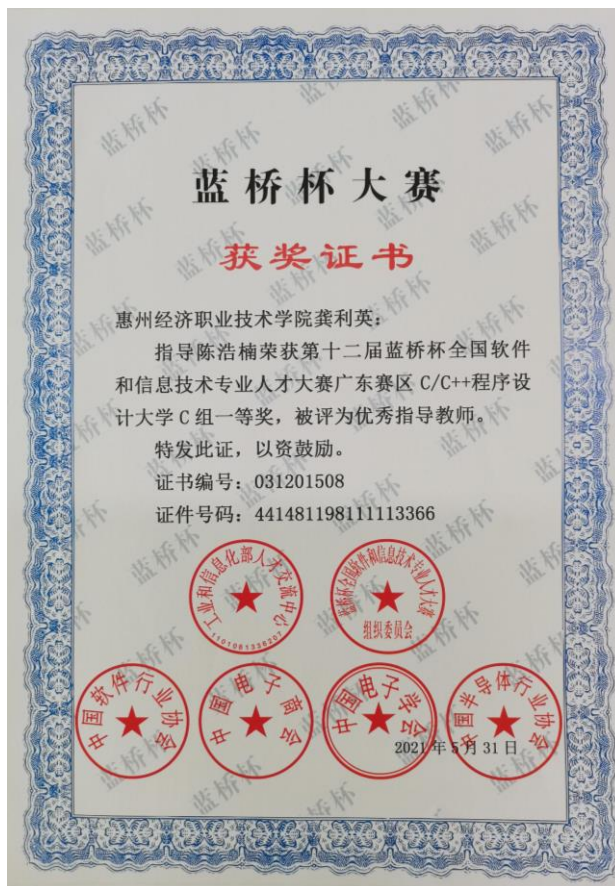 蓝桥杯大赛
获奖证书
惠州经济职业技术学院龚利英：
指导陈浩楠荣获第十二届蓝桥杯全国软件
和信息技术专业人才大赛广东赛区 C/C++程序设
计大学 C 组一等奖，被评为优秀指导教师。
特发此证，以资鼓励。
证书编号：031201508
证件号码：441481198111113366
工业和信息化部人才交流中心
1101081336207
蓝桥杯全国软件和信息技术专业人才大赛
组织委员会
中国软件行业协会
中国电子商会
中国电子学会
中国半导体行业协会
2021 年 5 月 31 日
蓝桥杯